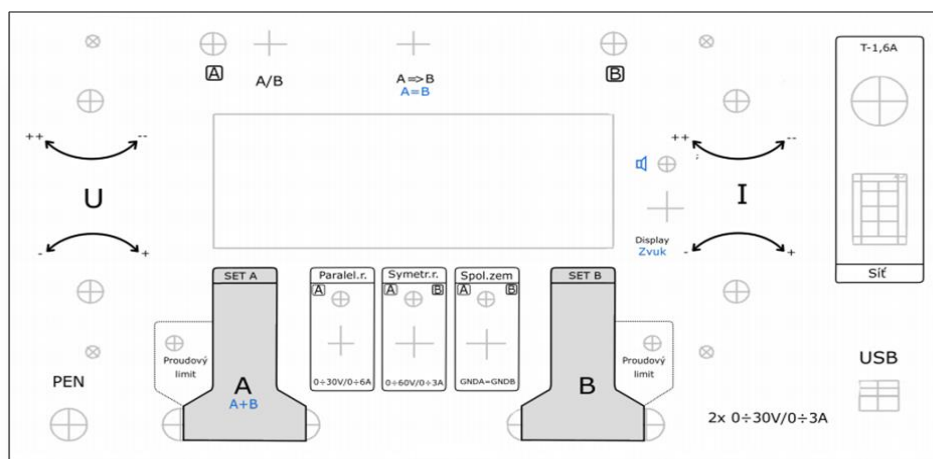 T-1,6A
A
A/B
A=>B
A=B
B
++
--
++
--
U
I
-
+
-
+
Display
Zvuk
Síť
SET A
Paralel.r.
Symetr.r.
Spol.zem
SET B
A
A
B
A
B
Proudový
limit
0÷30V/0÷6A
0÷60V/0÷3A
GNDA=GNDB
Proudový
limit
A
A+B
B
PEN
USB
2x 0÷30V/0÷3A